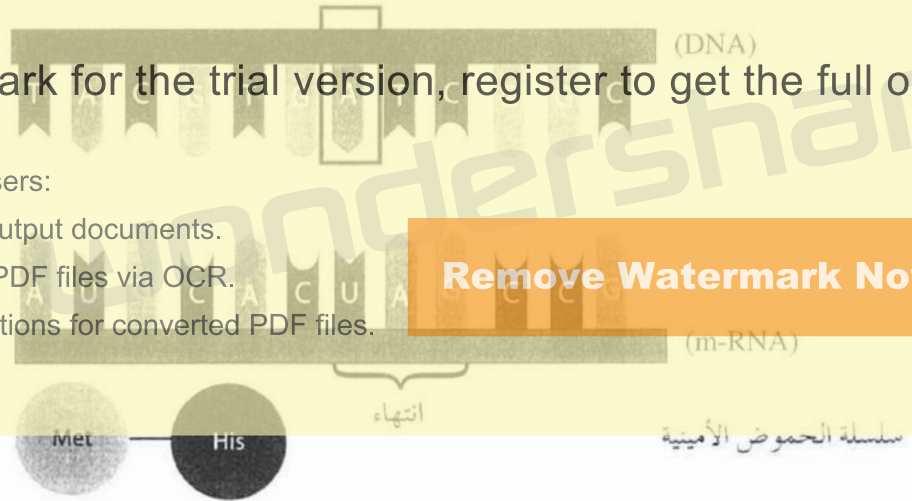 (DNA)
ark for the trial version, register to get the full o
T A C G T G A T C G G C
wondershar
sers:
utput documents.
PDF files via OCR.
Remove Watermark No
A U G C A C U A G C C G
tions for converted PDF files.
(m-RNA)
انتهاء
Met His
سلسلة الحموض الأمينية